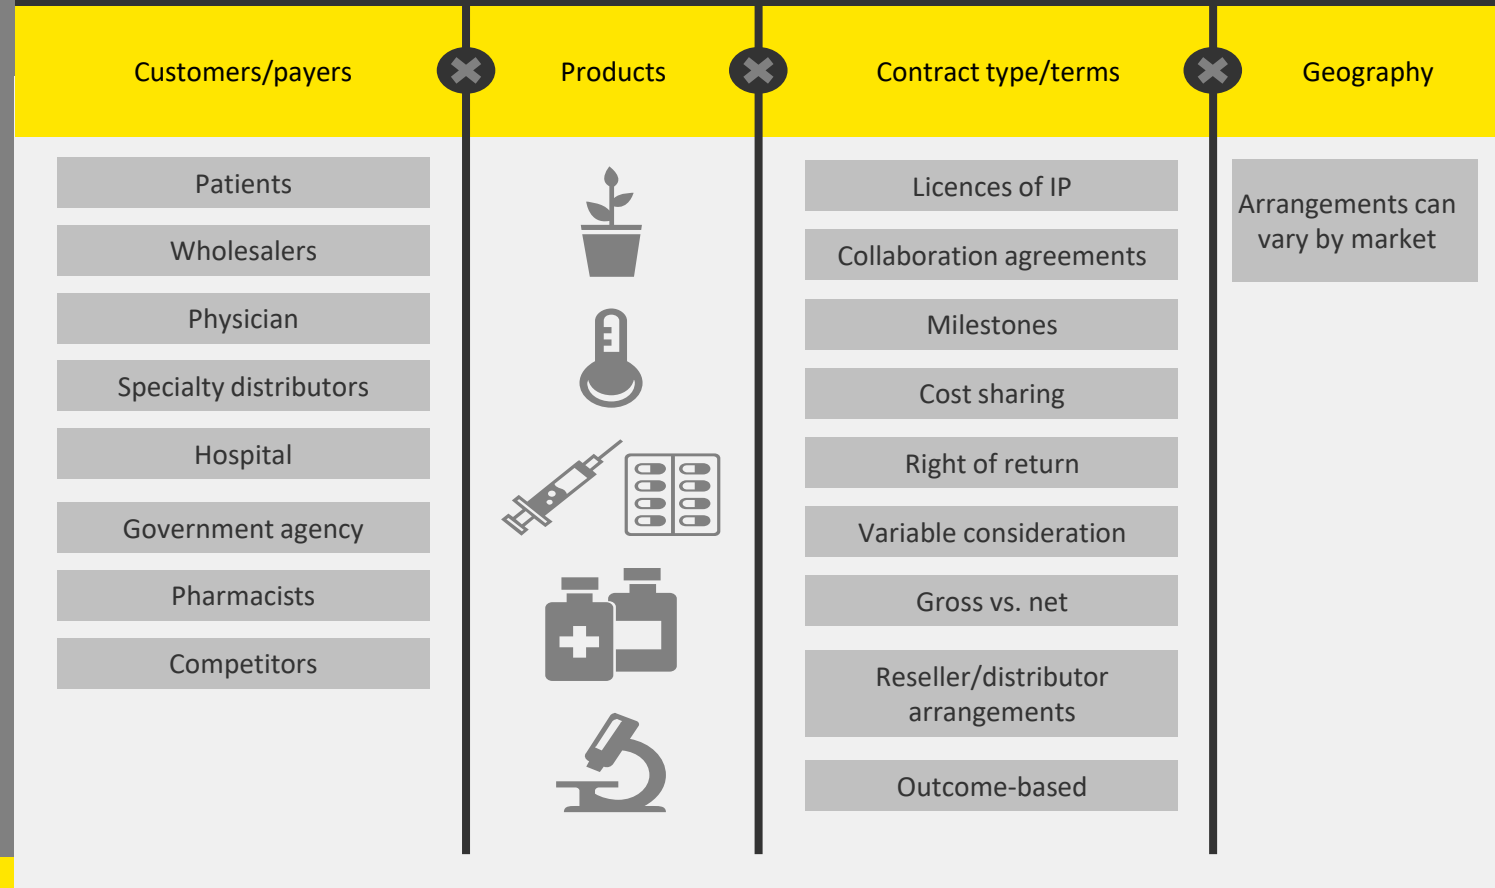 Customers/payers
Products
Contract type/terms
Geography
Patients
Wholesalers
Physician
Specialty distributors
Hospital
Government agency
Pharmacists
Competitors
Licences of IP
Collaboration agreements
Milestones
Cost sharing
Right of return
Variable consideration
Gross vs. net
Reseller/distributor
arrangements
Outcome-based
Arrangements can
vary by market